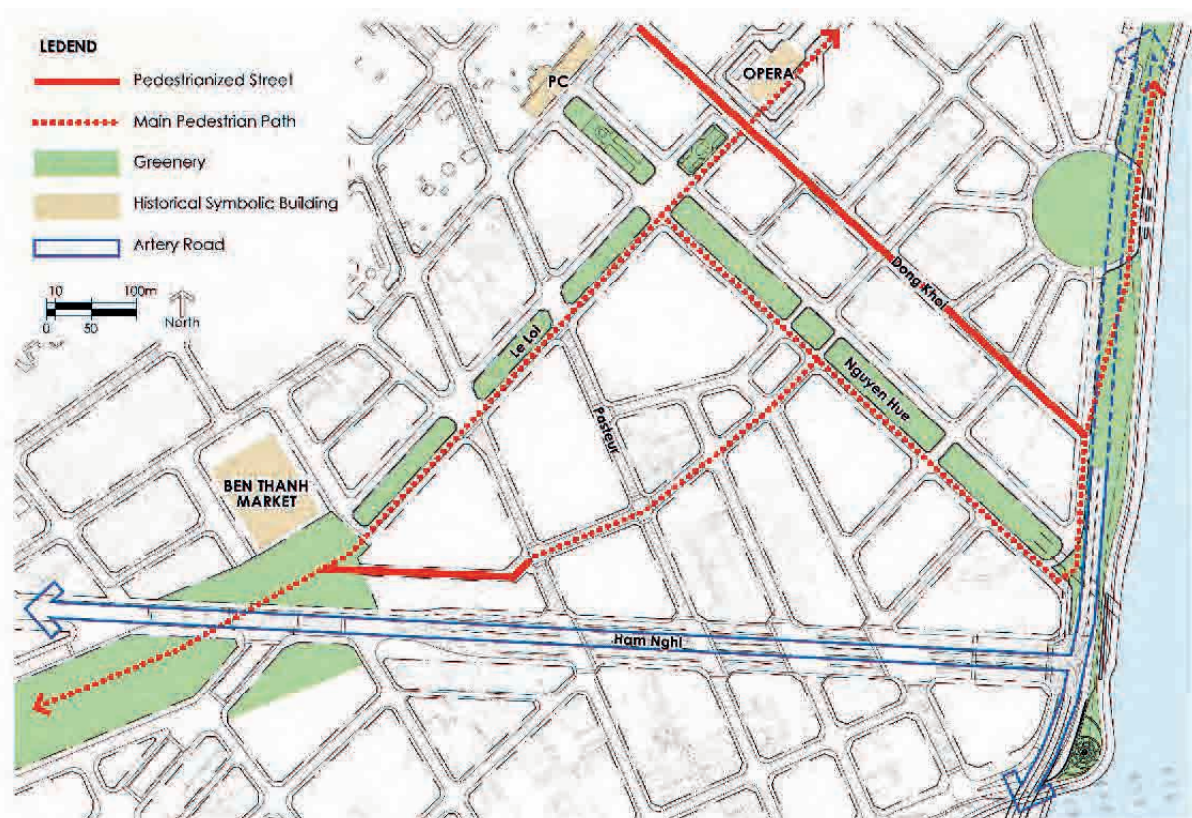 LEDEND
Pedestrianized Street
Main Pedestrian Path
Greenery
Historical Symbolic Building
Artery Road
10 100m
0 50
North
PC
OPERA
Dong Khoi
Le Loi
Nguyen Hue
Pasteur
BEN THANH
MARKET
Ham Nghi